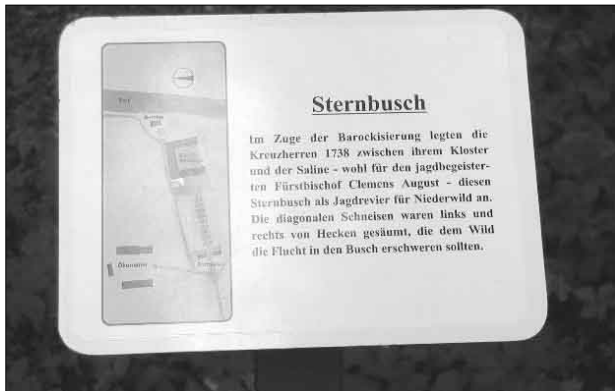 Sternbusch
Im Zuge der Barockisierung legten die
Kreuzherren 1738 zwischen ihrem Kloster
und der Saline - wohl für den jagdbegeister-
ten Fürstbischof Clemens August - diesen
Sternbusch als Jagdrevier für Niederwild an.
Die diagonalen Schneisen waren links und
rechts von Hecken gesäumt, die dem Wild
die Flucht in den Busch erschweren sollten.
Ökonomie